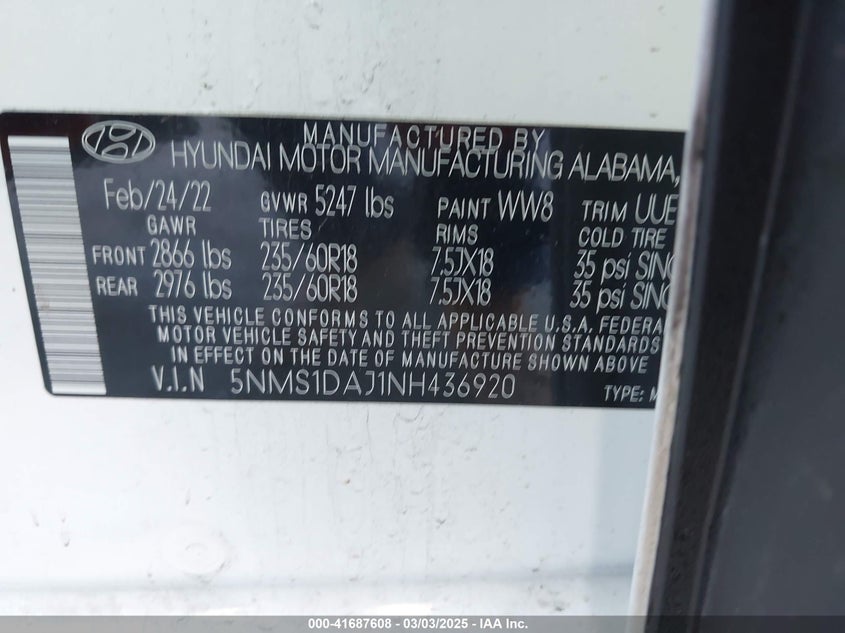 MANUFACTURED BY
HYUNDAI MOTOR MANUFACTURING ALABAMA,
Feb/24/22 GVWR 5247 lbs PAINT WW8 TRIM UUE
GAWR TIRES RIMS COLD TIRE
FRONT 2866 lbs 235/60R18 7.5JX18 35 psi SING
REAR 2976 lbs 235/60R18 7.5JX18 35 psi SING
THIS VEHICLE CONFORMS TO ALL APPLICABLE U.S.A. FEDERA
MOTOR VEHICLE SAFETY AND THEFT PREVENTION STANDARDS
IN EFFECT ON THE DATE OF MANUFACTURE SHOWN ABOVE
V.I.N 5NMS1DAJ1NH436920 TYPE: M
000-41687608 - 03/03/2025 - IAA Inc.